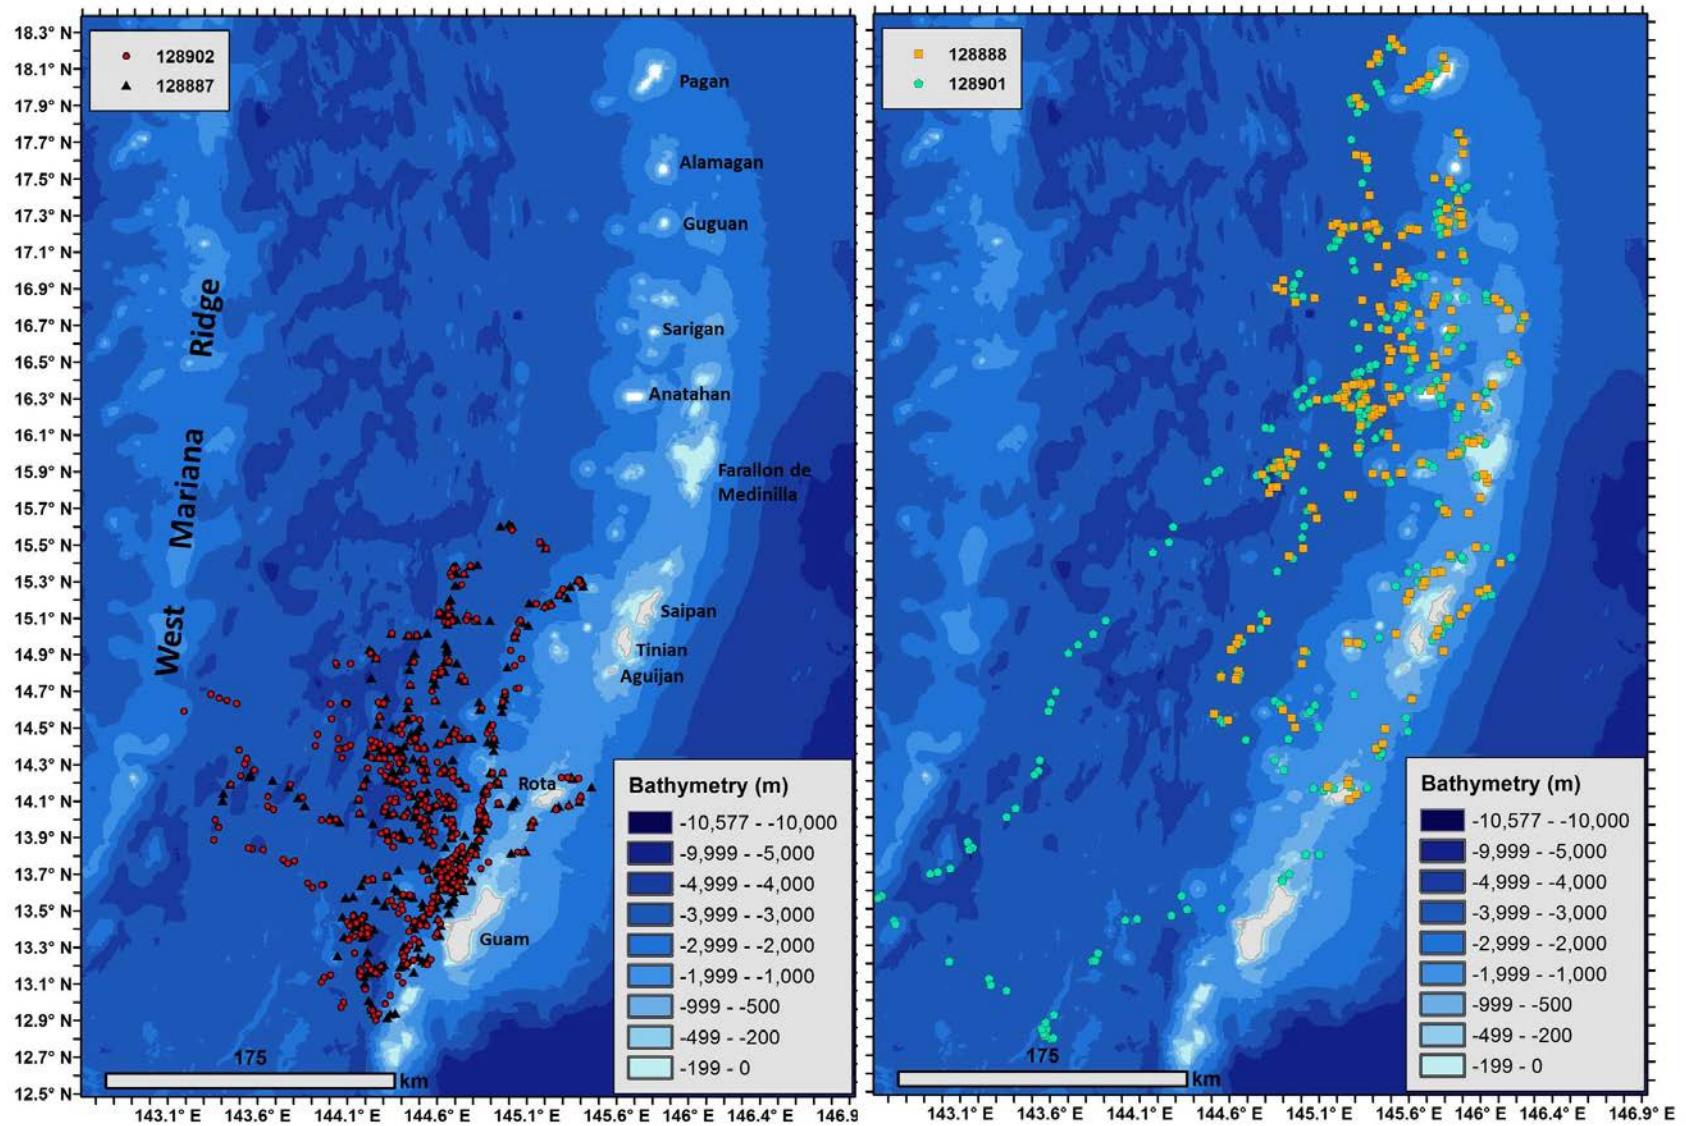 18.3° N
18.1° N
17.9° N
17.7° N
17.5° N
17.3° N
17.1° N
16.9° N
16.7° N
16.5° N
16.3° N
16.1° N
15.9° N
15.7° N
15.5° N
15.3° N
15.1° N
14.9° N
14.7° N
14.5° N
14.3° N
14.1° N
13.9° N
13.7° N
13.5° N
13.3° N
13.1° N
12.9° N
12.7° N
12.5° N
128902
128887
Pagan
Alamagan
Guguan
Sarigan
Anatahan
Farallon de
Medinilla
Saipan
Tinian
Aguijan
Rota
Guam
West Mariana Ridge
Bathymetry (m)
-10,577 - -10,000
-9,999 - -5,000
-4,999 - -4,000
-3,999 - -3,000
-2,999 - -2,000
-1,999 - -1,000
-999 - -500
-499 - -200
-199 - 0
175
km
143.1° E 143.6° E 144.1° E 144.6° E 145.1° E 145.6° E 146° E 146.4° E 146.9
128888
128901
Bathymetry (m)
-10,577 - -10,000
-9,999 - -5,000
-4,999 - -4,000
-3,999 - -3,000
-2,999 - -2,000
-1,999 - -1,000
-999 - -500
-499 - -200
-199 - 0
175
km
143.1° E 143.6° E 144.1° E 144.6° E 145.1° E 145.6° E 146° E 146.4° E 146.9° E